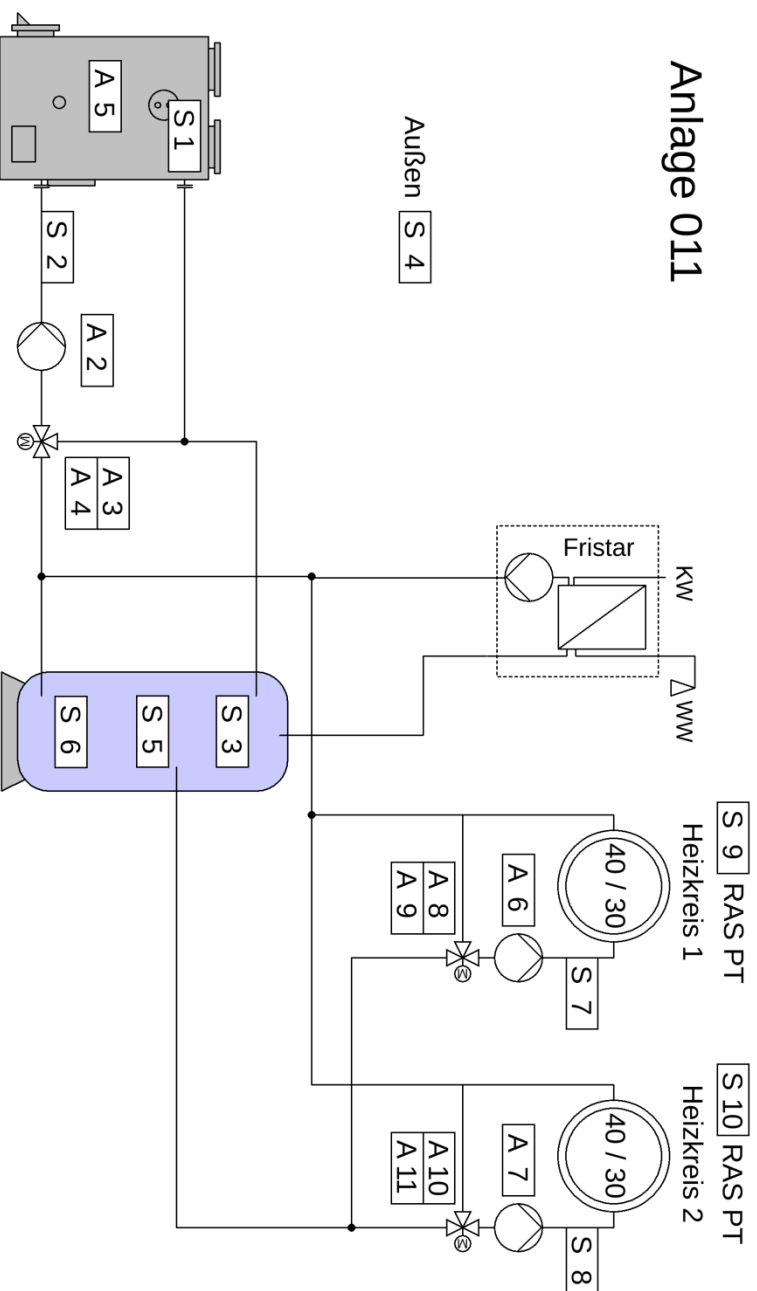 Anlage 011
Außen
S 4
A 5
S 1
S 2
A 2
A 3
A 4
M
Fristar
KW
WW
S 3
S 5
S 6
S 9 RAS PT
Heizkreis 1
40 / 30
S 7
A 6
A 8
A 9
M
S 10 RAS PT
Heizkreis 2
40 / 30
S 8
A 7
A 10
A 11
M